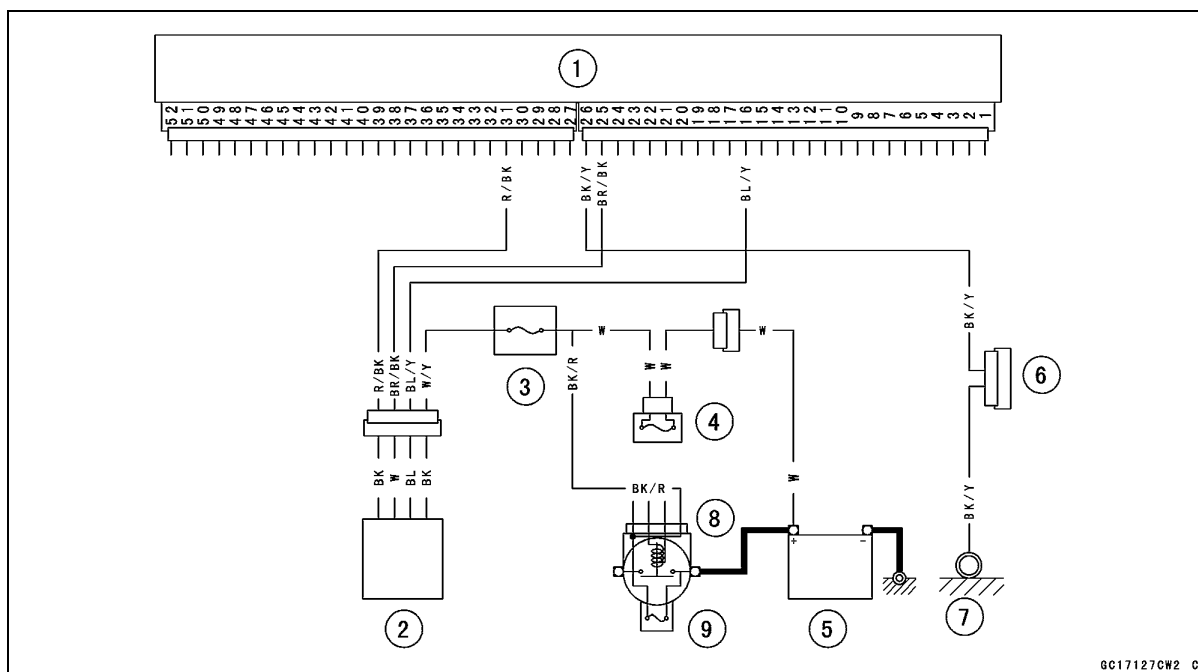 1
52 51 50 49 48 47 46 45 44 43 42 41 40 39 38 37 36 35 34 33 32 31 30 29 28 27 26 25 24 23 22 21 20 19 18 17 16 15 14 13 12 11 10 9 8 7 6 5 4 3 2 1
R/BK BK/Y BR/BK BL/Y
W W
BK/Y
R/BK BR/BK BL/Y W/Y
3
BK/R
W W
4
6
BK W BL BK
BK/R
8
W
BK/Y
+ -
2
9
5
7
GC17127CW2 C